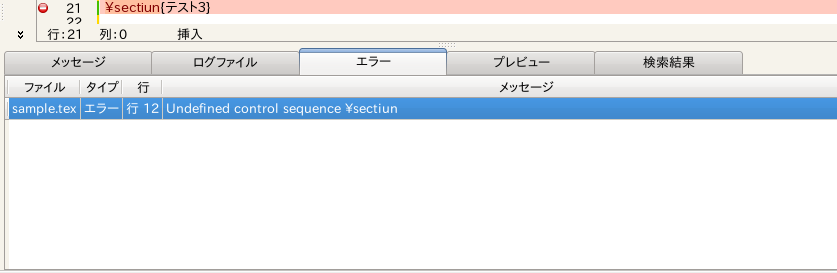 21 ¥sectiun{テスト3}
22
行:21 列:0 挿入
メッセージ ログファイル エラー プレビュー 検索結果
ファイル タイプ 行 メッセージ
sample.tex エラー 行 12 Undefined control sequence ¥sectiun